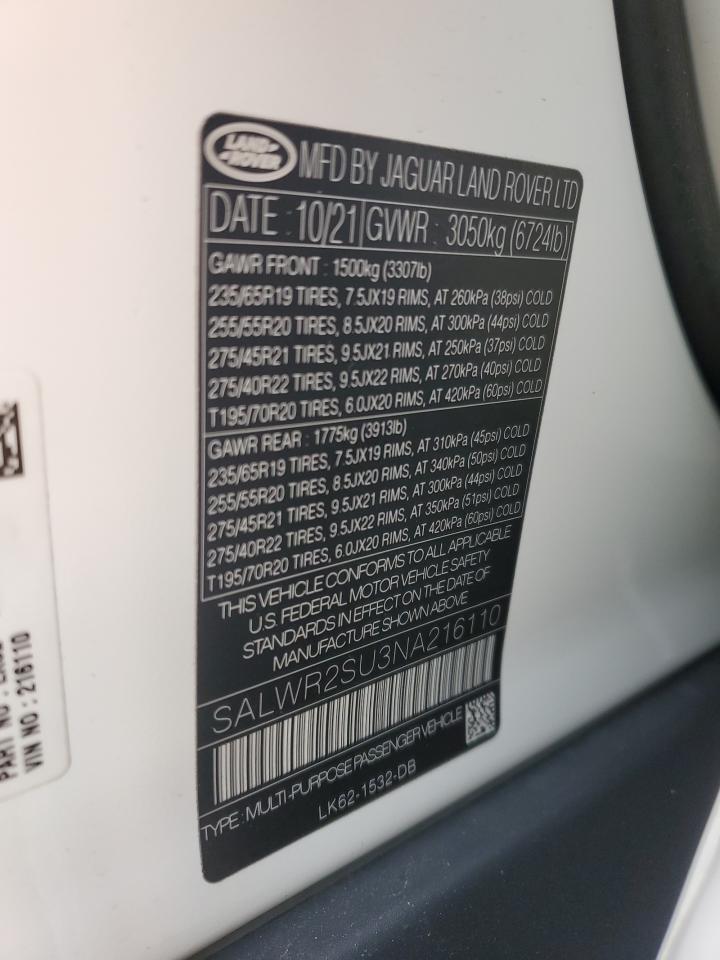 LAND ROVER
MFD BY JAGUAR LAND ROVER LTD
DATE : 10/21 GVWR : 3050kg (6724lb)
GAWR FRONT : 1500kg (3307lb)
235/65R19 TIRES, 7.5JX19 RIMS, AT 260kPa (38psi) COLD
255/55R20 TIRES, 8.5JX20 RIMS, AT 300kPa (44psi) COLD
275/45R21 TIRES, 9.5JX21 RIMS, AT 250kPa (37psi) COLD
275/40R22 TIRES, 9.5JX22 RIMS, AT 270kPa (40psi) COLD
T195/70R20 TIRES, 6.0JX20 RIMS, AT 420kPa (60psi) COLD
GAWR REAR : 1775kg (3913lb)
235/65R19 TIRES, 7.5JX19 RIMS, AT 310kPa (45psi) COLD
255/55R20 TIRES, 8.5JX20 RIMS, AT 340kPa (50psi) COLD
275/45R21 TIRES, 9.5JX21 RIMS, AT 300kPa (44psi) COLD
275/40R22 TIRES, 9.5JX22 RIMS, AT 350kPa (51psi) COLD
T195/70R20 TIRES, 6.0JX20 RIMS, AT 420kPa (60psi) COLD
THIS VEHICLE CONFORMS TO ALL APPLICABLE
U.S. FEDERAL MOTOR VEHICLE SAFETY
STANDARDS IN EFFECT ON THE DATE OF
MANUFACTURE SHOWN ABOVE
SALWR2SU3NA216110
TYPE : MULTI-PURPOSE PASSENGER VEHICLE
LK62-1532-DB
PART NO :
VIN NO : 216110